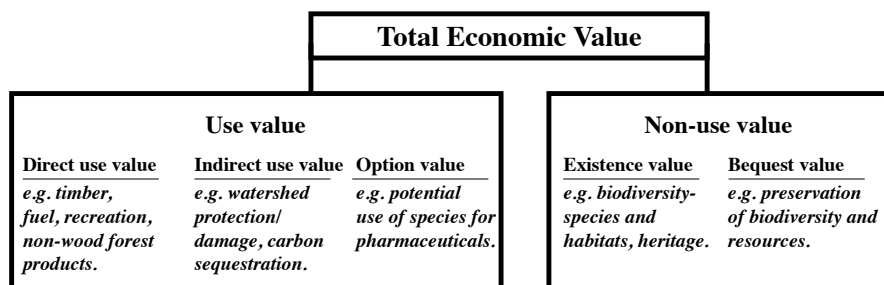 Total Economic Value
Use value
Direct use value
e.g. timber,
fuel, recreation,
non-wood forest
products.
Indirect use value
e.g. watershed
protection/
damage, carbon
sequestration.
Option value
e.g. potential
use of species for
pharmaceuticals.
Non-use value
Existence value
e.g. biodiversity-
species and
habitats, heritage.
Bequest value
e.g. preservation
of biodiversity and
resources.